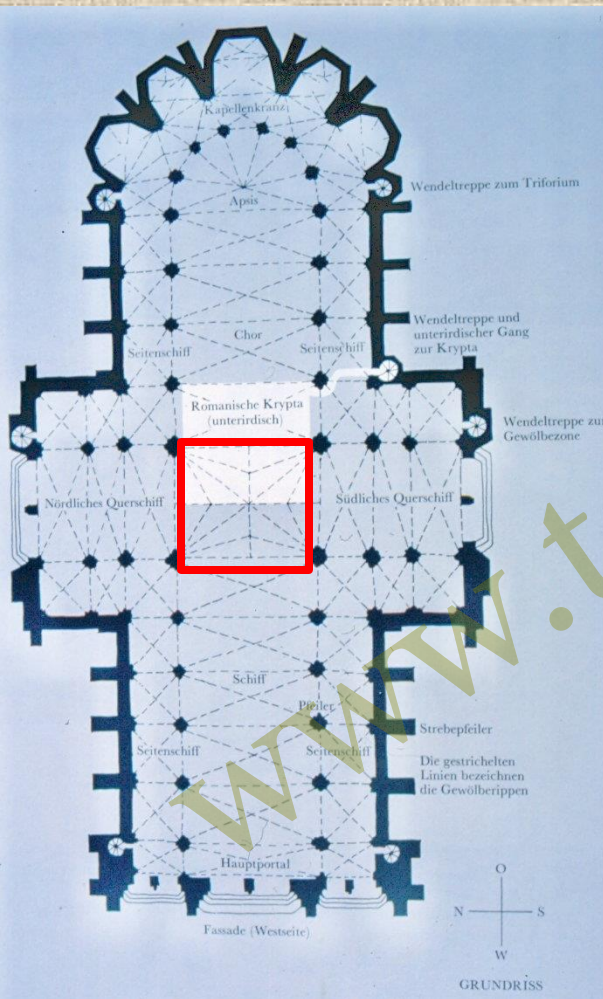 Kapellenkranz
Wendeltreppe zum Triforium
Apsis
Wendeltreppe und
unterirdischer Gang
zur Krypta
Chor
Seitenschiff
Seitenschiff
Romanische Krypta
(unterirdisch)
Wendeltreppe zur
Gewölbezone
Nördliches Querschiff
Südliches Querschiff
Schiff
Pfeiler
Strebepfeiler
Seitenschiff
Seitenschiff
Die gestrichelten
Linien bezeichnen
die Gewölberippen
Hauptportal
Fassade (Westseite)
O
N
S
W
GRUNDRISS
www.t